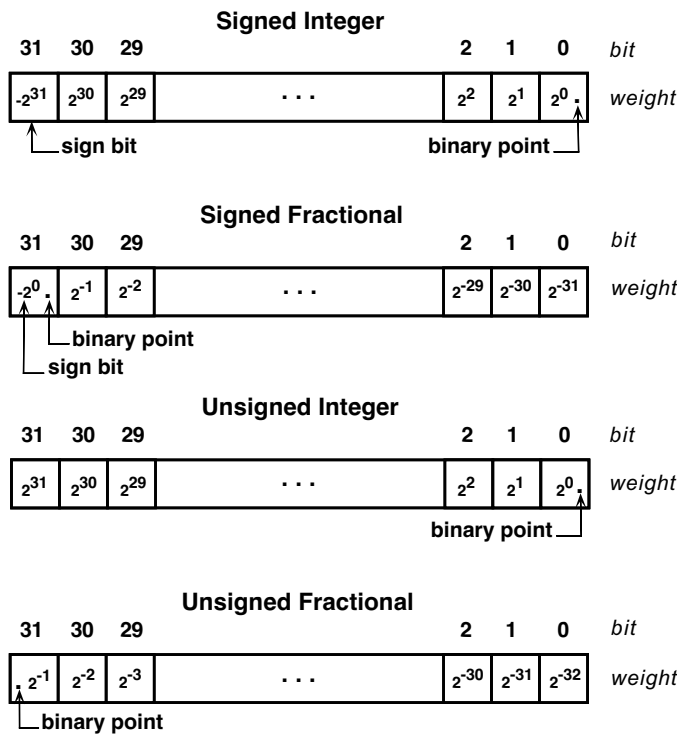 Signed Integer
31 30 29 2 1 0 bit
-2^31 2^30 2^29 . . . 2^2 2^1 2^0 . weight
sign bit binary point
Signed Fractional
31 30 29 2 1 0 bit
-2^0 . 2^-1 2^-2 . . . 2^-29 2^-30 2^-31 weight
binary point
sign bit
Unsigned Integer
31 30 29 2 1 0 bit
2^31 2^30 2^29 . . . 2^2 2^1 2^0 . weight
binary point
Unsigned Fractional
31 30 29 2 1 0 bit
. 2^-1 2^-2 2^-3 . . . 2^-30 2^-31 2^-32 weight
binary point